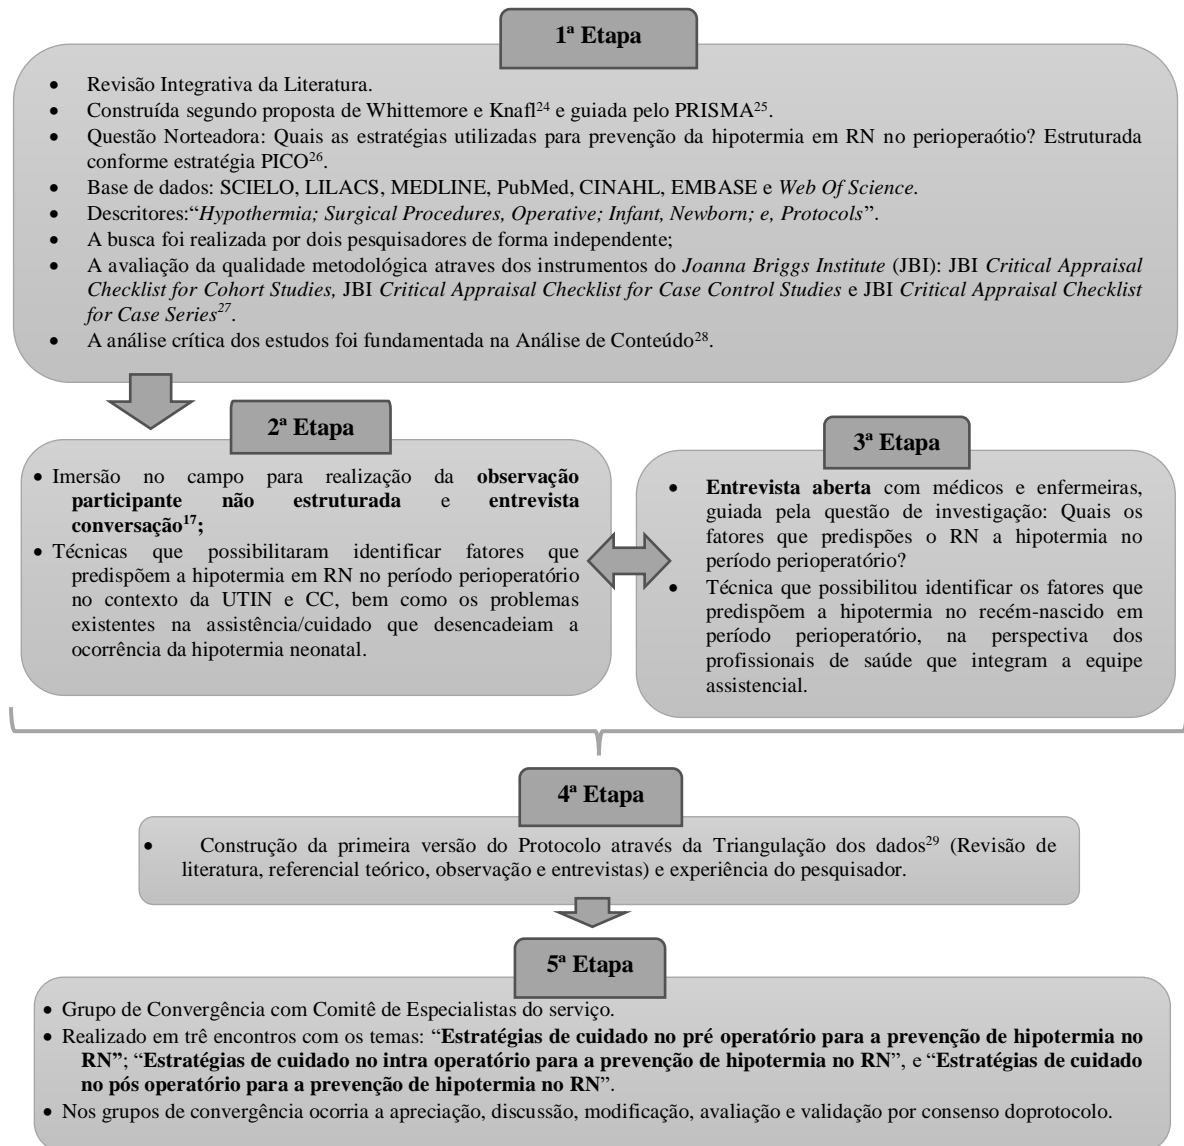 1ª Etapa
• Revisão Integrativa da Literatura.
• Construída segundo proposta de Whittemore e Knafl24 e guiada pelo PRISMA25.
• Questão Norteadora: Quais as estratégias utilizadas para prevenção da hipotermia em RN no perioperaótio? Estruturada
conforme estratégia PICO26.
• Base de dados: SCIELO, LILACS, MEDLINE, PubMed, CINAHL, EMBASE e Web Of Science.
• Descritores:“Hypothermia; Surgical Procedures, Operative; Infant, Newborn; e, Protocols”.
• A busca foi realizada por dois pesquisadores de forma independente;
• A avaliação da qualidade metodológica atraves dos instrumentos do Joanna Briggs Institute (JBI): JBI Critical Appraisal
Checklist for Cohort Studies, JBI Critical Appraisal Checklist for Case Control Studies e JBI Critical Appraisal Checklist
for Case Series27.
• A análise crítica dos estudos foi fundamentada na Análise de Conteúdo28.
2ª Etapa
• Imersão no campo para realização da observação
participante não estruturada e entrevista
conversação17;
• Técnicas que possibilitaram identificar fatores que
predispõem a hipotermia em RN no período perioperatório
no contexto da UTIN e CC, bem como os problemas
existentes na assistência/cuidado que desencadeiam a
ocorrência da hipotermia neonatal.
3ª Etapa
• Entrevista aberta com médicos e enfermeiras,
guiada pela questão de investigação: Quais os
fatores que predispões o RN a hipotermia no
período perioperatório?
• Técnica que possibilitou identificar os fatores que
predispõem a hipotermia no recém-nascido em
período perioperatório, na perspectiva dos
profissionais de saúde que integram a equipe
assistencial.
4ª Etapa
• Construção da primeira versão do Protocolo através da Triangulação dos dados29 (Revisão de
literatura, referencial teórico, observação e entrevistas) e experiência do pesquisador.
5ª Etapa
• Grupo de Convergência com Comitê de Especialistas do serviço.
• Realizado em trê encontros com os temas: “Estratégias de cuidado no pré operatório para a prevenção de hipotermia no
RN”; “Estratégias de cuidado no intra operatório para a prevenção de hipotermia no RN”, e “Estratégias de cuidado
no pós operatório para a prevenção de hipotermia no RN”.
• Nos grupos de convergência ocorria a apreciação, discussão, modificação, avaliação e validação por consenso doprotocolo.